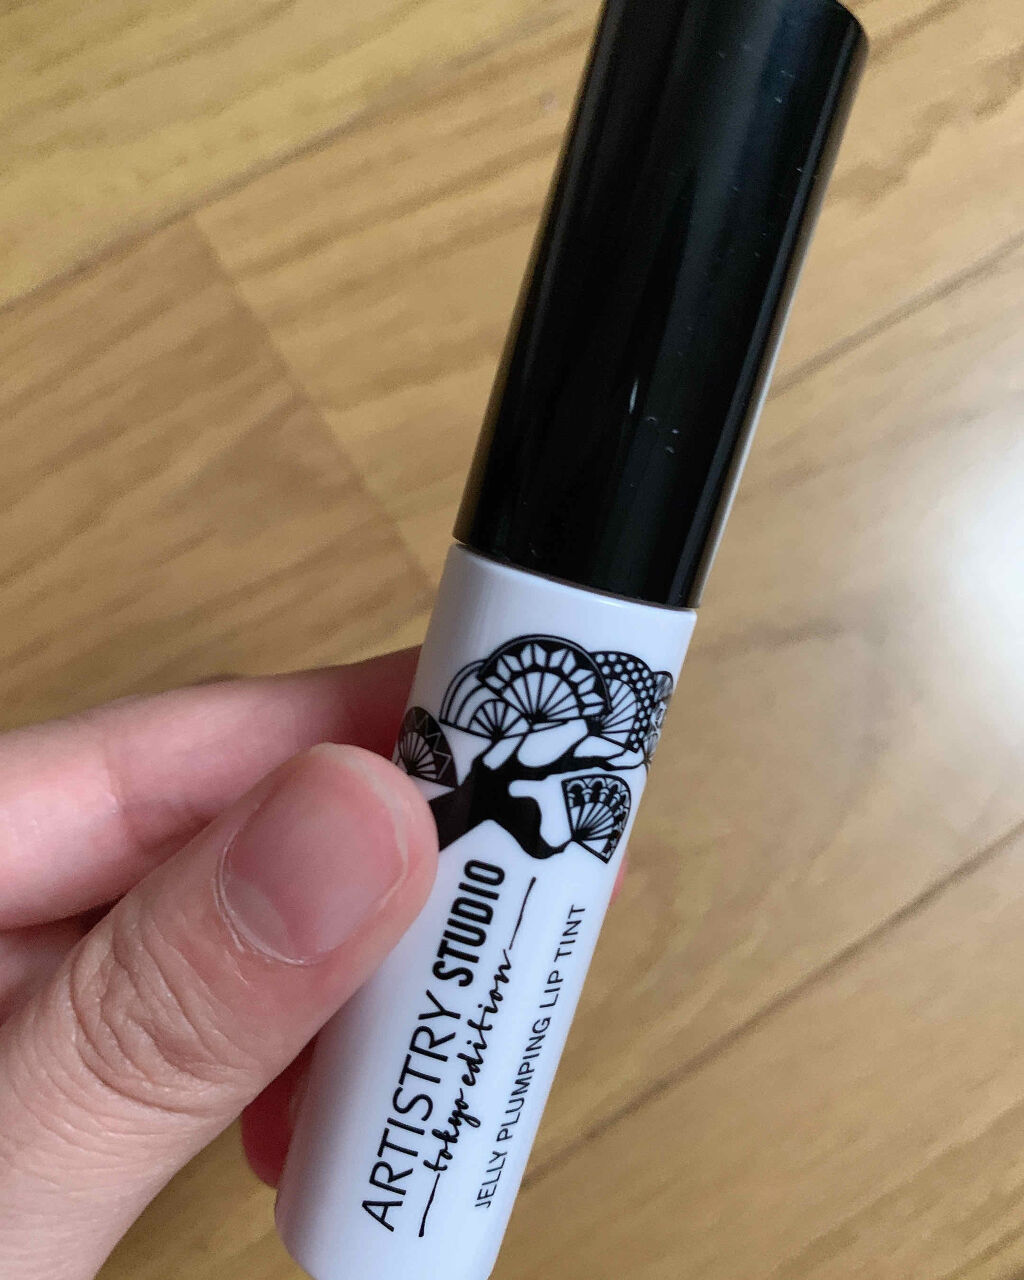 ARTISTRY STUDIO
tokyo edition
JELLY PLUMPING LIP TINT